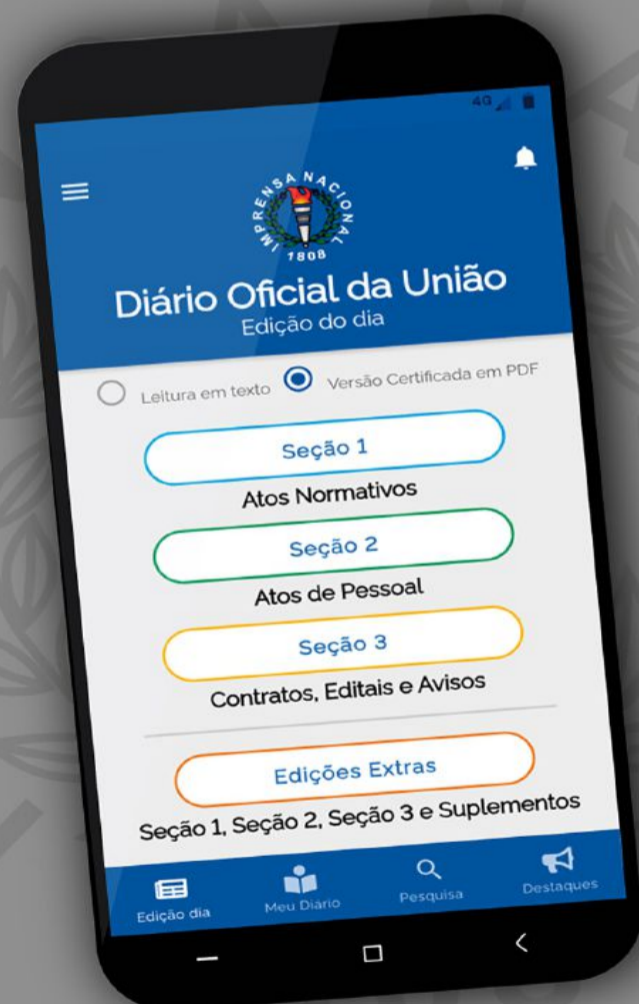 4G
IMPRENSA NACIONAL
1808
Diário Oficial da União
Edição do dia
Leitura em texto Versão Certificada em PDF
Seção 1
Atos Normativos
Seção 2
Atos de Pessoal
Seção 3
Contratos, Editais e Avisos
Edições Extras
Seção 1, Seção 2, Seção 3 e Suplementos
Edição dia Meu Diário Pesquisa Destaques